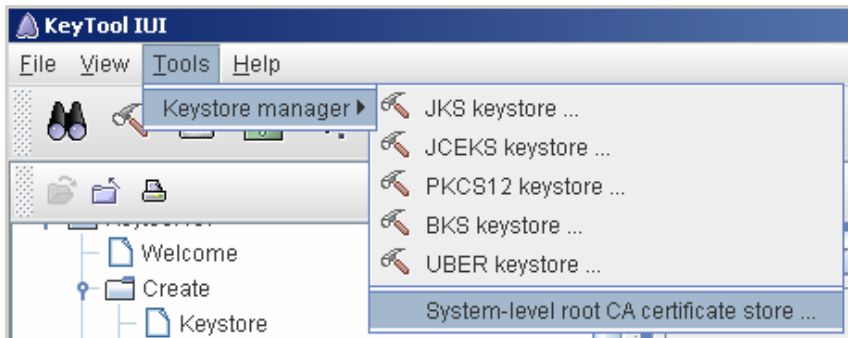 KeyTool IUI
File View Tools Help
Keystore manager
JKS keystore ...
JCEKS keystore ...
PKCS12 keystore ...
BKS keystore ...
UBER keystore ...
System-level root CA certificate store ...
Welcome
Create
Keystore